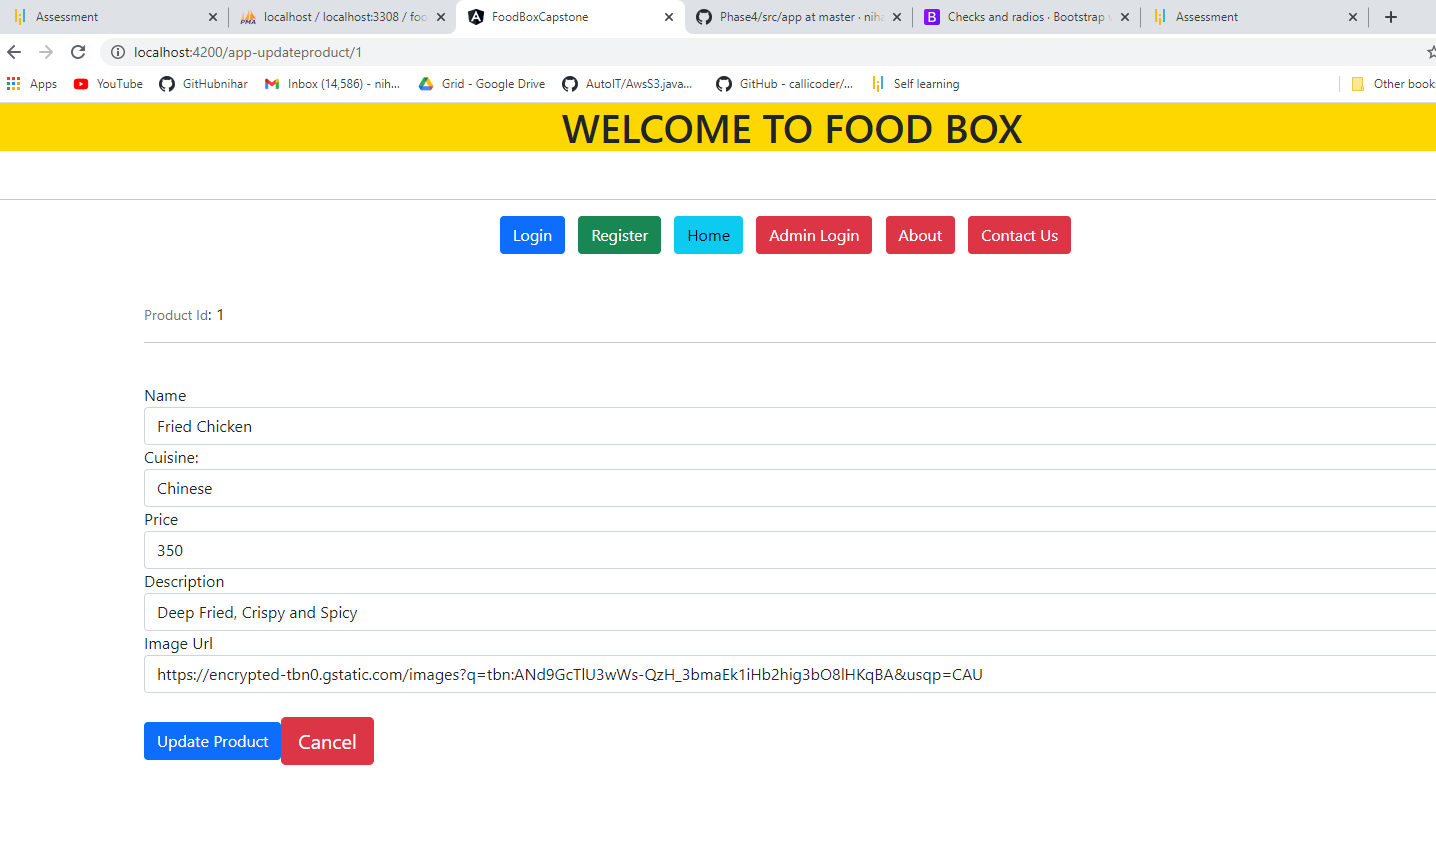 Assessment
localhost / localhost:3308 / foo
FoodBoxCapstone
Phase4/src/app at master · niha
Checks and radios · Bootstrap
Assessment
localhost:4200/app-updateproduct/1
Apps
YouTube
GitHubnihar
Inbox (14,586) - nih...
Grid - Google Drive
AutoIT/AwsS3.java...
GitHub - callicoder/...
Self learning
Other book
WELCOME TO FOOD BOX
Login
Register
Home
Admin Login
About
Contact Us
Product Id: 1
Name
Fried Chicken
Cuisine:
Chinese
Price
350
Description
Deep Fried, Crispy and Spicy
Image Url
https://encrypted-tbn0.gstatic.com/images?q=tbn:ANd9GcTlU3wWs-QzH_3bmaEk1iHb2hig3bO8lHKqBA&usqp=CAU
Update Product
Cancel